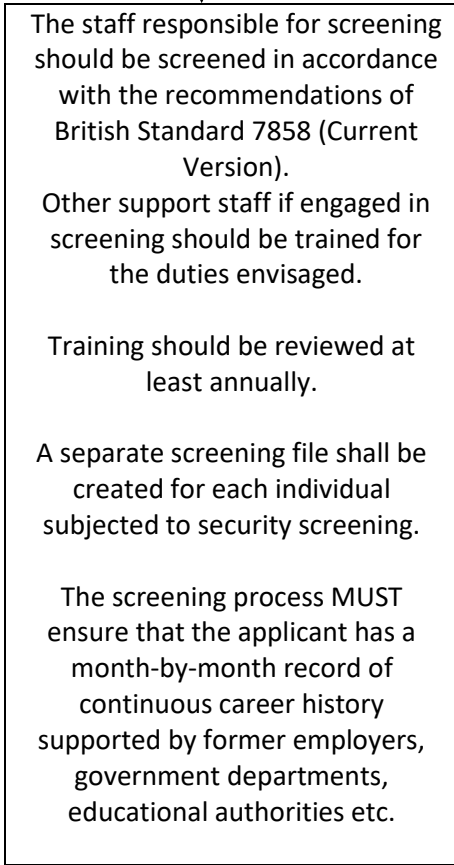 The staff responsible for screening
should be screened in accordance
with the recommendations of
British Standard 7858 (Current
Version).
Other support staff if engaged in
screening should be trained for
the duties envisaged.
Training should be reviewed at
least annually.
A separate screening file shall be
created for each individual
subjected to security screening.
The screening process MUST
ensure that the applicant has a
month-by-month record of
continuous career history
supported by former employers,
government departments,
educational authorities etc.